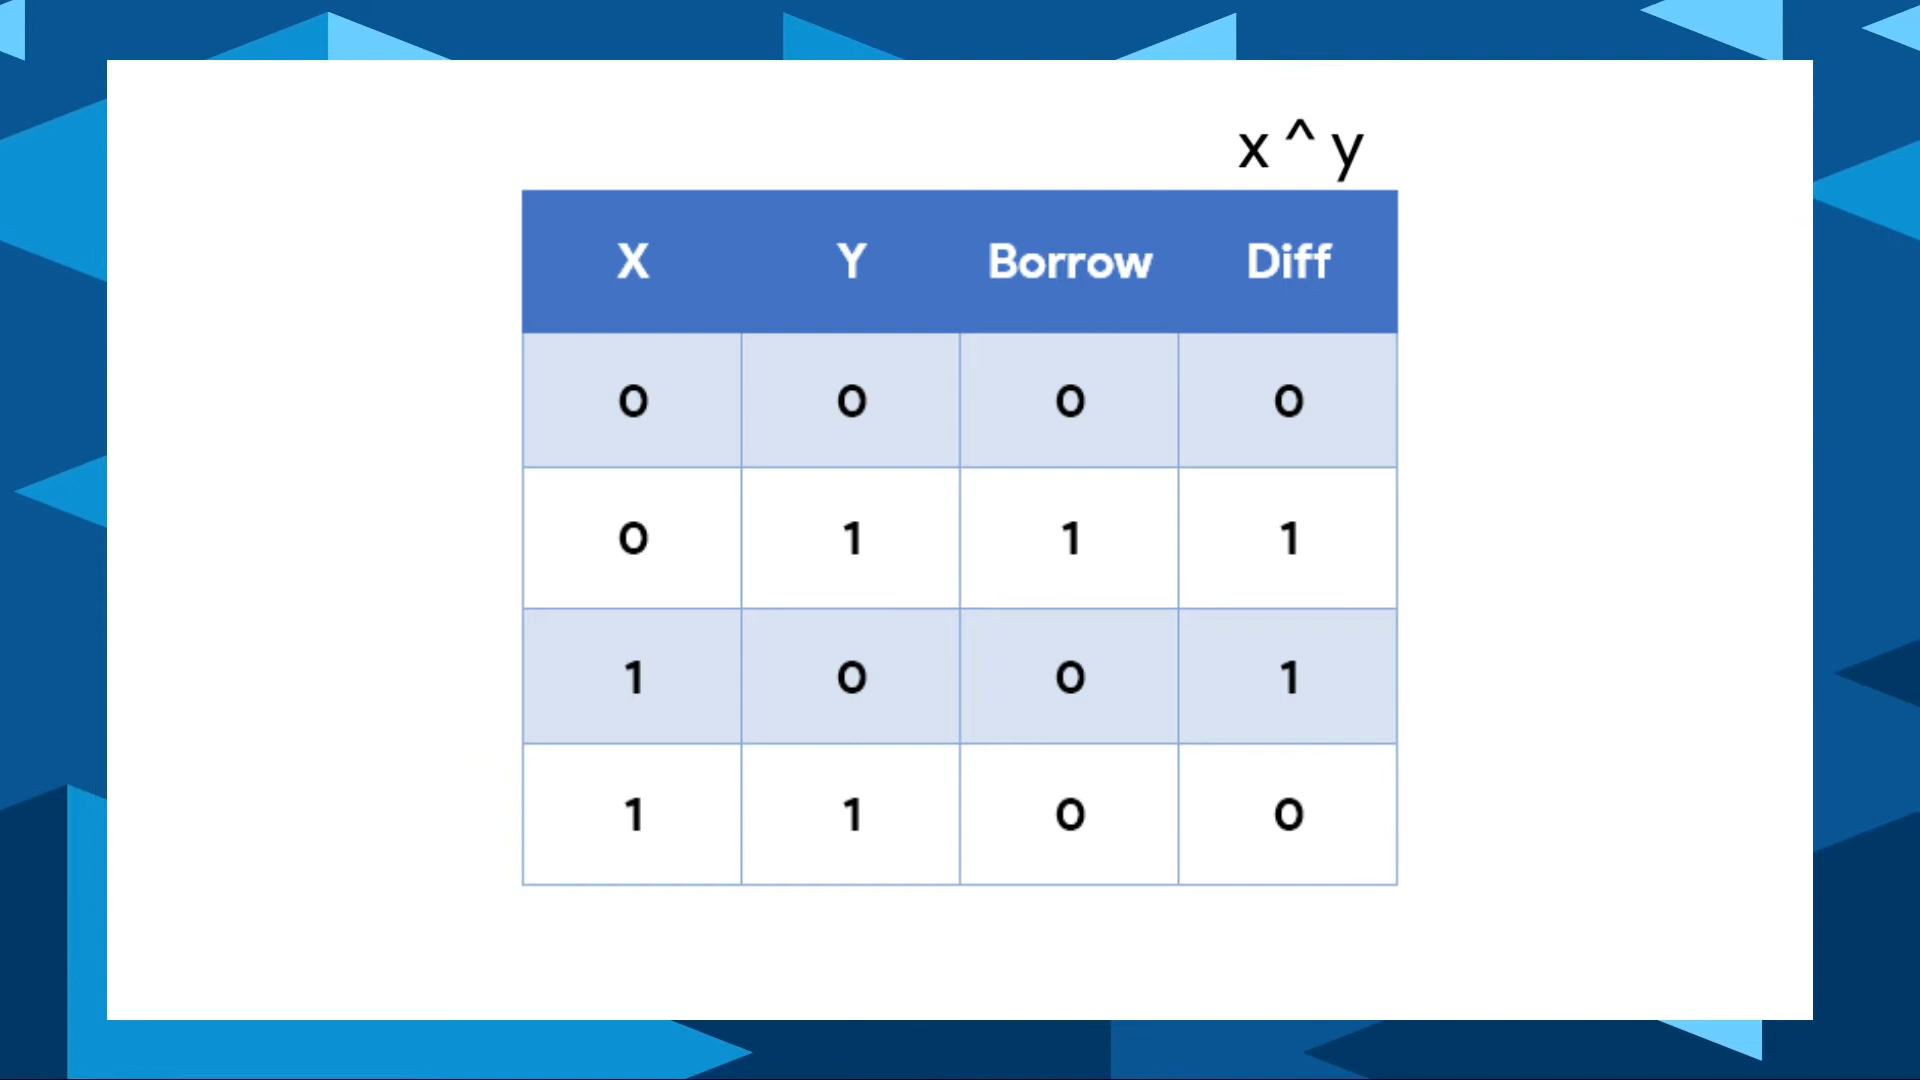 x ^ y
X Y Borrow Diff
0 0 0 0
0 1 1 1
1 0 0 1
1 1 0 0